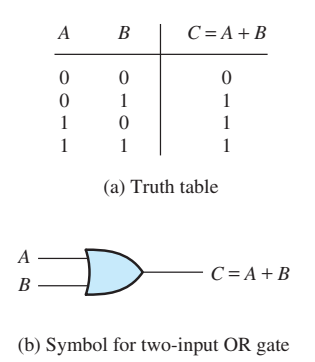 A B C = A + B
0 0 0
0 1 1
1 0 1
1 1 1
(a) Truth table
A
C = A + B
B
(b) Symbol for two-input OR gate